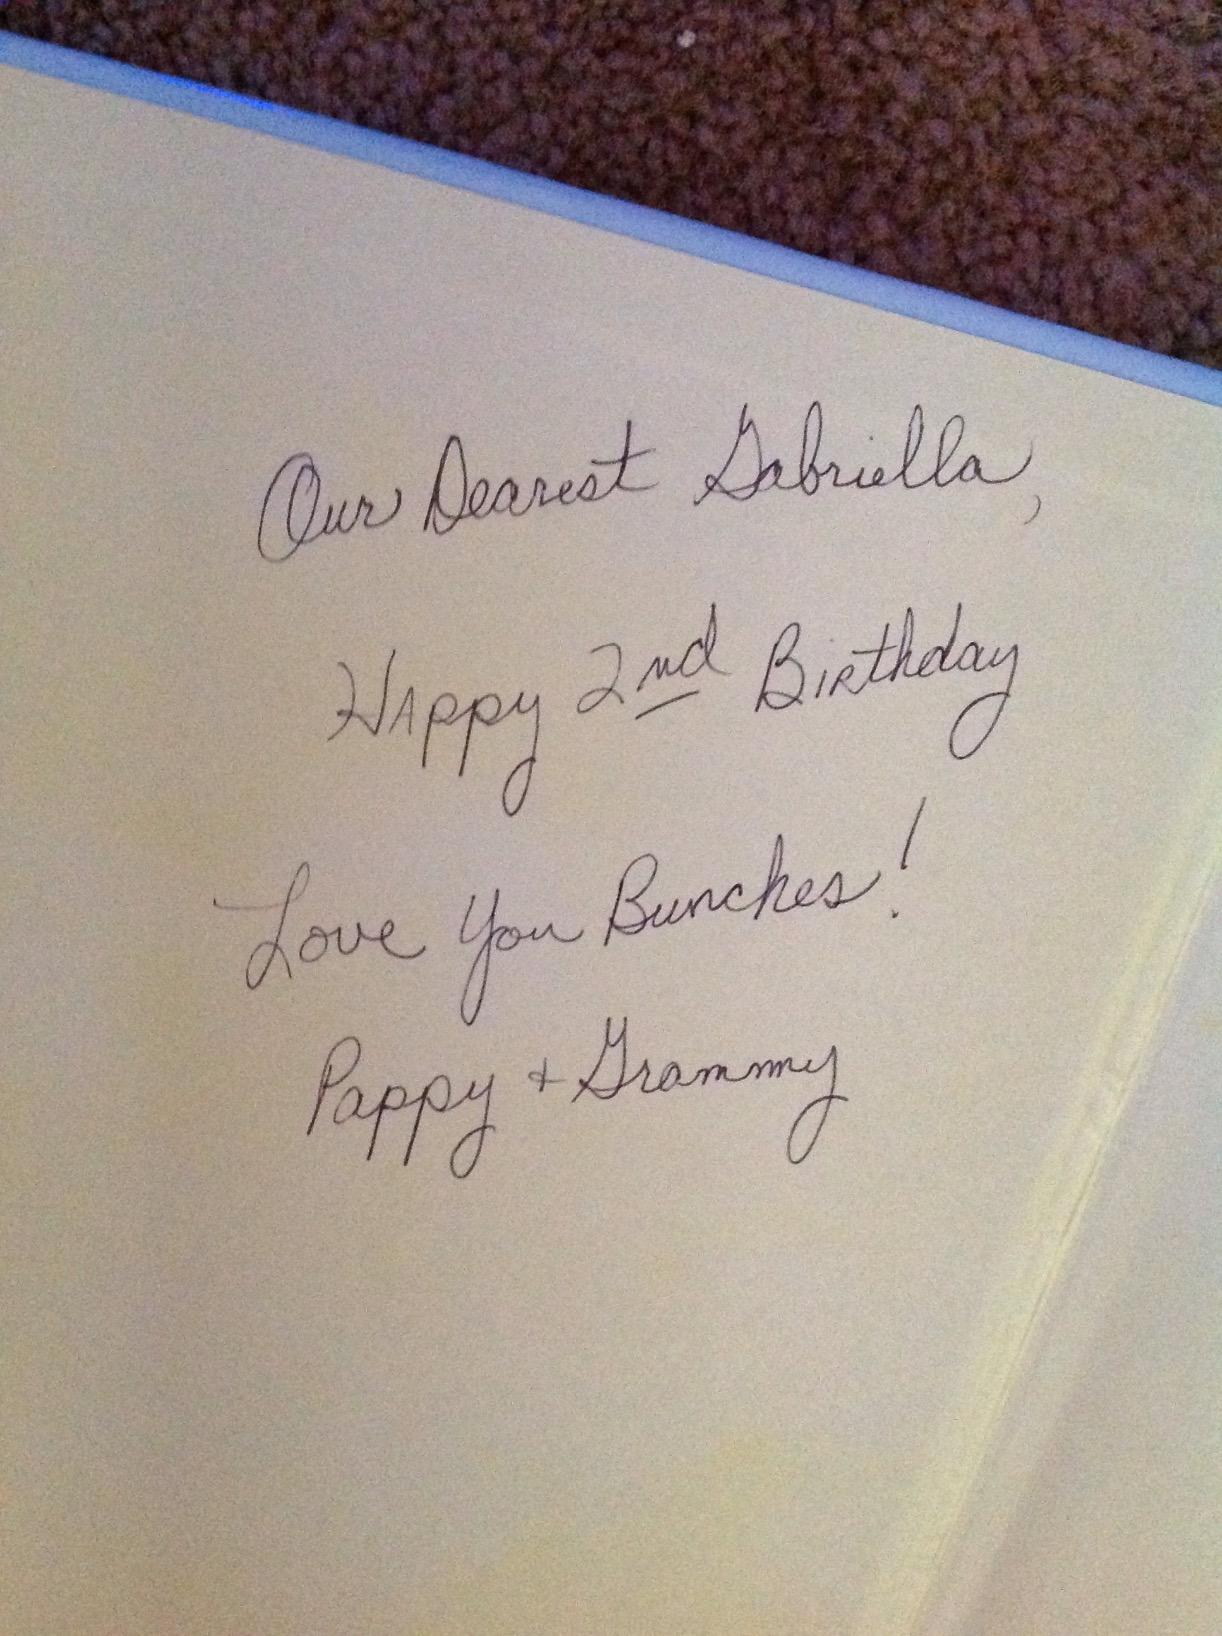 Our Dearest Gabriella,
Happy 2nd Birthday
Love You Bunches!
Pappy + Grammy